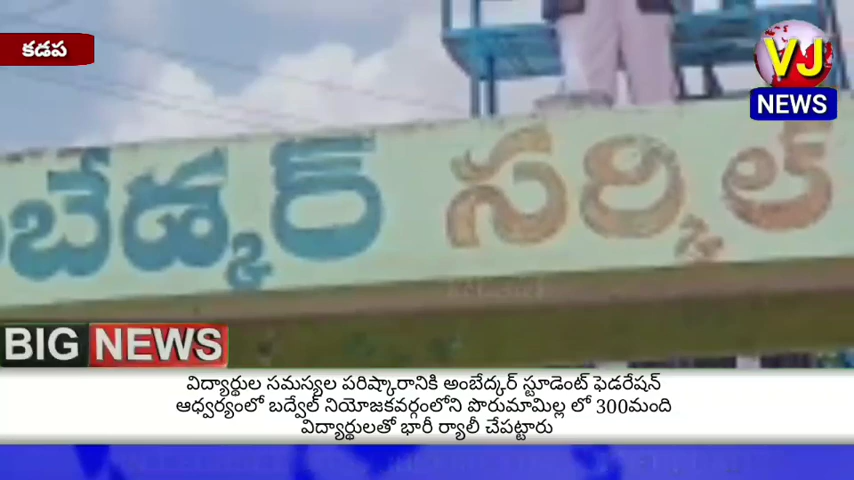 కడప
VJ
NEWS
బేడ్కర్ సర్కిల్
BIG NEWS
విద్యార్థుల సమస్యల పరిష్కారానికి అంబేద్కర్ స్టూడెంట్ ఫెడరేషన్
ఆధ్వర్యంలో బద్వేల్ నియోజకవర్గంలోని పొరుమామిల్ల లో 300మంది
విద్యార్థులతో భారీ ర్యాలీ చేపట్టారు